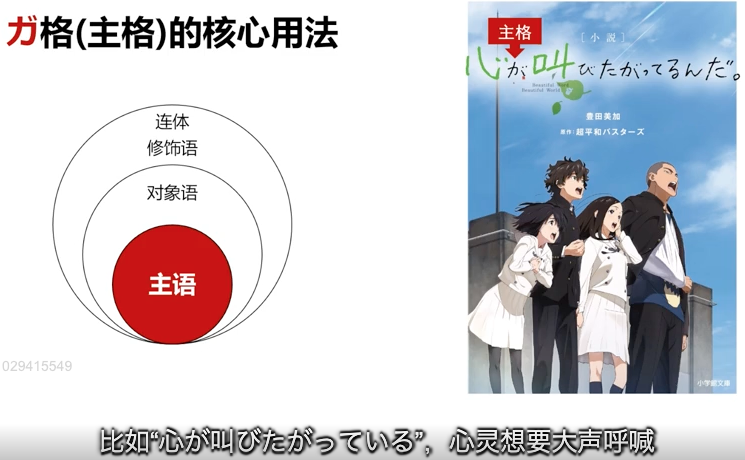 ガ格(主格)的核心用法
连体
修饰语
对象语
主语
029415549
主格
［小説］
心が叫びたがってるんだ。
Beautiful Word
Beautiful World
豊田美加
原作：超平和バスターズ
小学館文庫
比如“心が叫びたがっている”，心灵想要大声呼喊